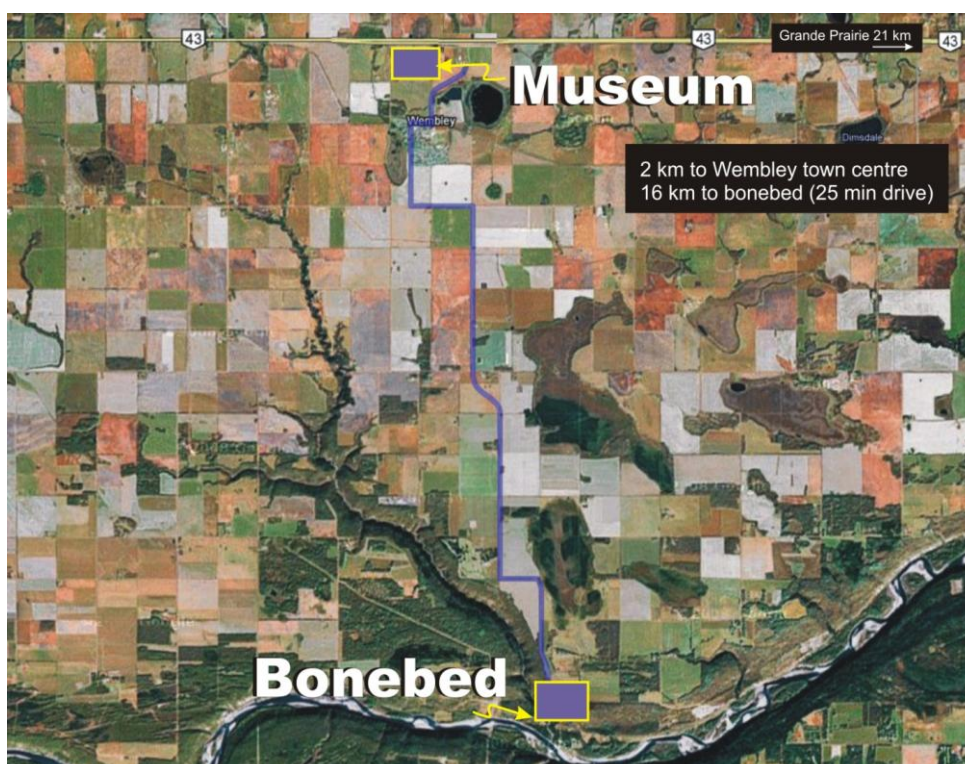 43
43
Grande Prairie 21 km
43
Museum
Wembley
Dimsdale
2 km to Wembley town centre
16 km to bonebed (25 min drive)
Bonebed